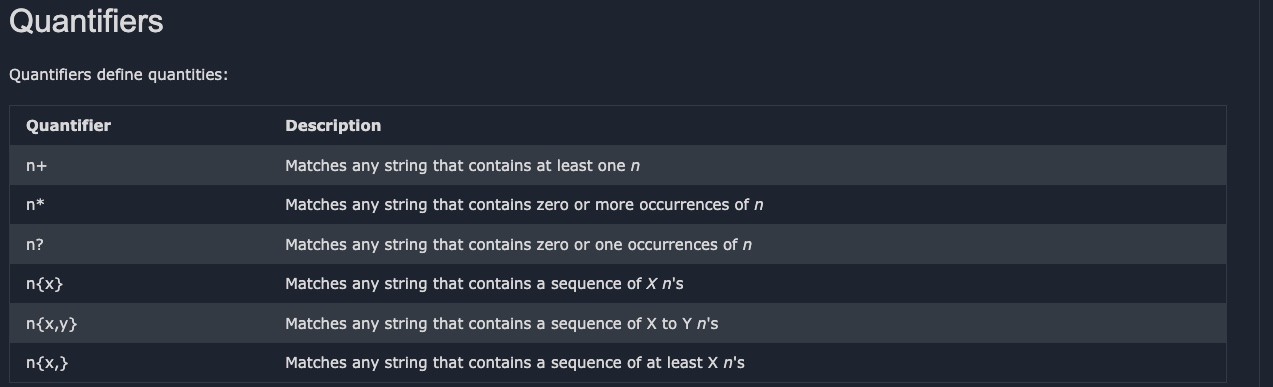 Quantifiers
Quantifiers define quantities:
Quantifier Description
n+ Matches any string that contains at least one n
n* Matches any string that contains zero or more occurrences of n
n? Matches any string that contains zero or one occurrences of n
n{x} Matches any string that contains a sequence of X n's
n{x,y} Matches any string that contains a sequence of X to Y n's
n{x,} Matches any string that contains a sequence of at least X n's